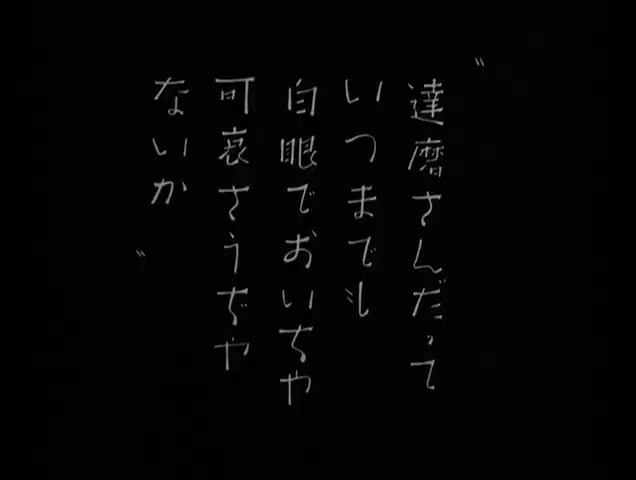 〝達磨さんだって
いつまでも
白眼でおいちや
可哀さうぢや
ないか〟